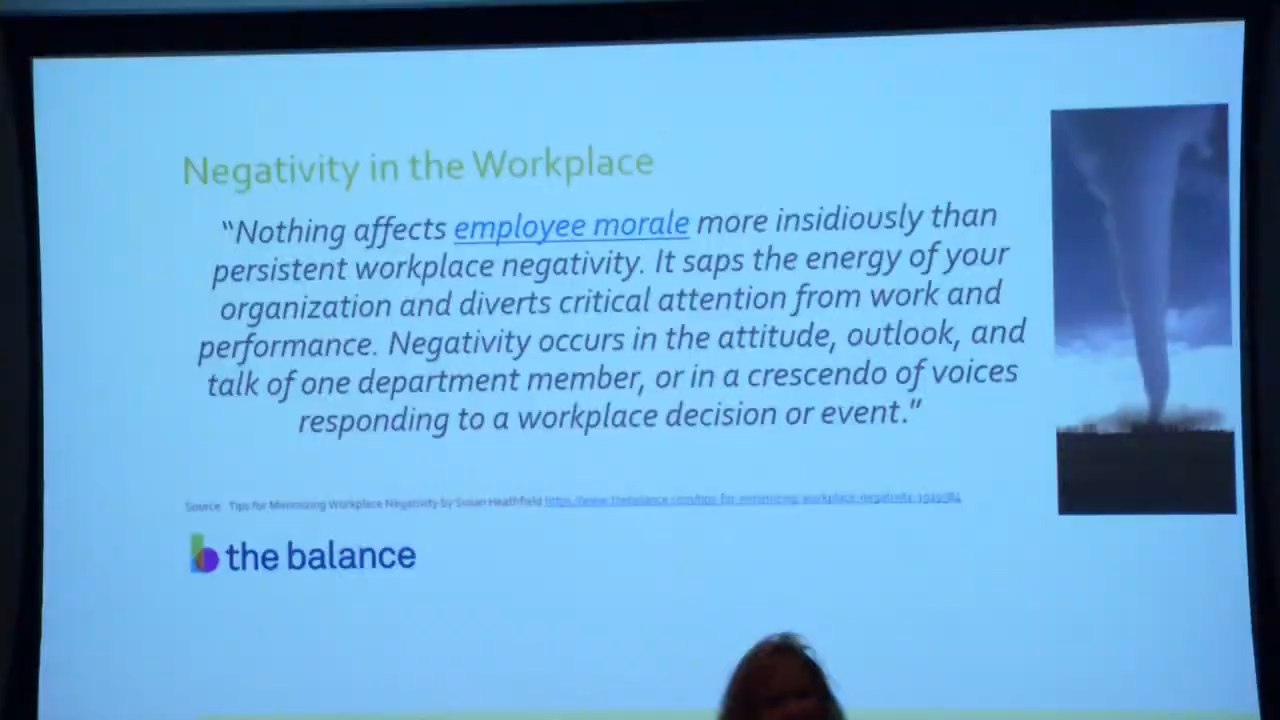 Negativity in the Workplace
“Nothing affects employee morale more insidiously than
persistent workplace negativity. It saps the energy of your
organization and diverts critical attention from work and
performance. Negativity occurs in the attitude, outlook, and
talk of one department member, or in a crescendo of voices
responding to a workplace decision or event.”
Source Tips for Minimizing Workplace Negativity by Susan Heathfield
the balance